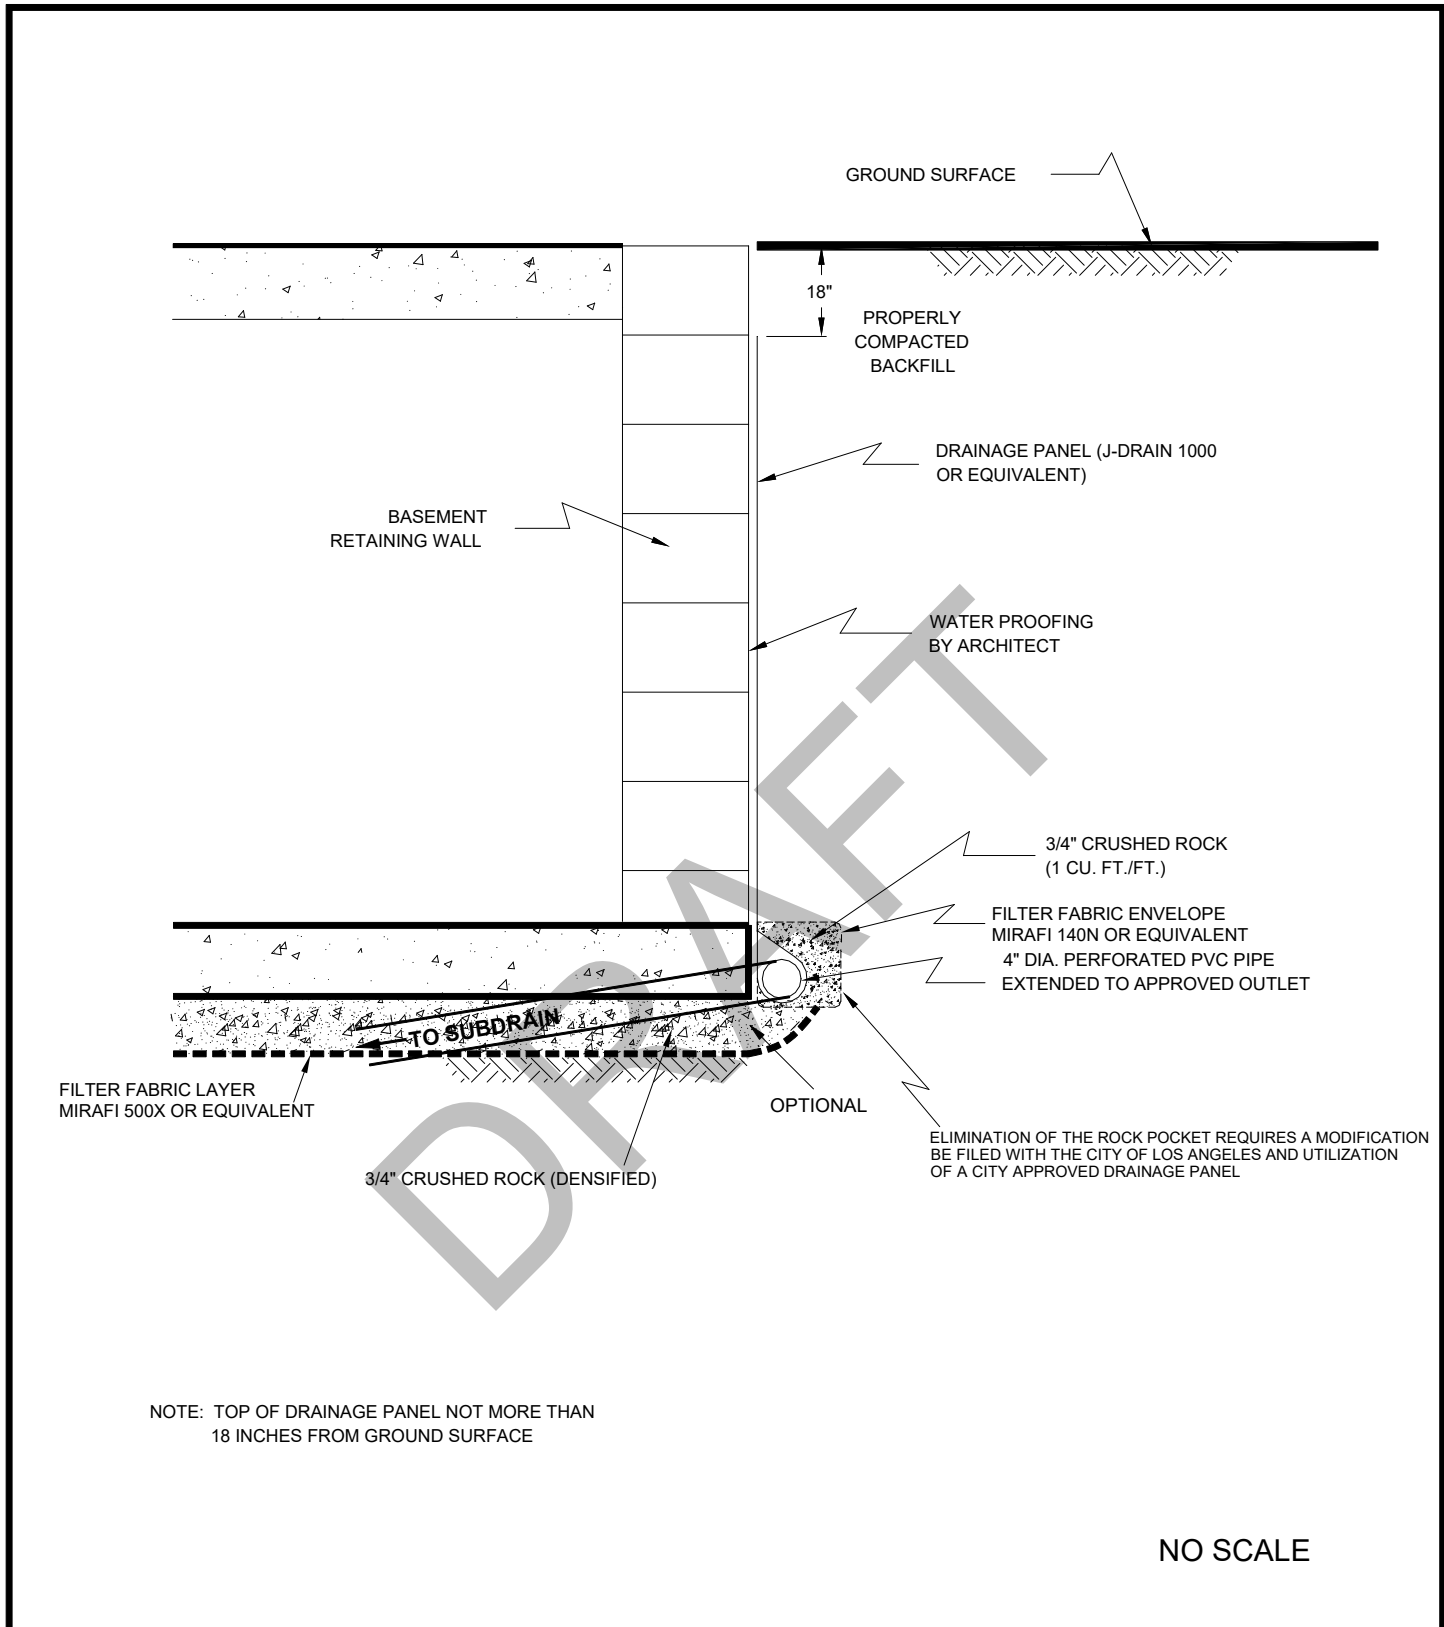 GROUND SURFACE
18"
PROPERLY
COMPACTED
BACKFILL
DRAINAGE PANEL (J-DRAIN 1000
OR EQUIVALENT)
BASEMENT
RETAINING WALL
WATER PROOFING
BY ARCHITECT
3/4" CRUSHED ROCK
(1 CU. FT./FT.)
FILTER FABRIC ENVELOPE
MIRAFI 140N OR EQUIVALENT
4" DIA. PERFORATED PVC PIPE
EXTENDED TO APPROVED OUTLET
TO SUBDRAIN
FILTER FABRIC LAYER
MIRAFI 500X OR EQUIVALENT
OPTIONAL
ELIMINATION OF THE ROCK POCKET REQUIRES A MODIFICATION
BE FILED WITH THE CITY OF LOS ANGELES AND UTILIZATION
OF A CITY APPROVED DRAINAGE PANEL
3/4" CRUSHED ROCK (DENSIFIED)
DRAFT
NOTE: TOP OF DRAINAGE PANEL NOT MORE THAN
18 INCHES FROM GROUND SURFACE
NO SCALE